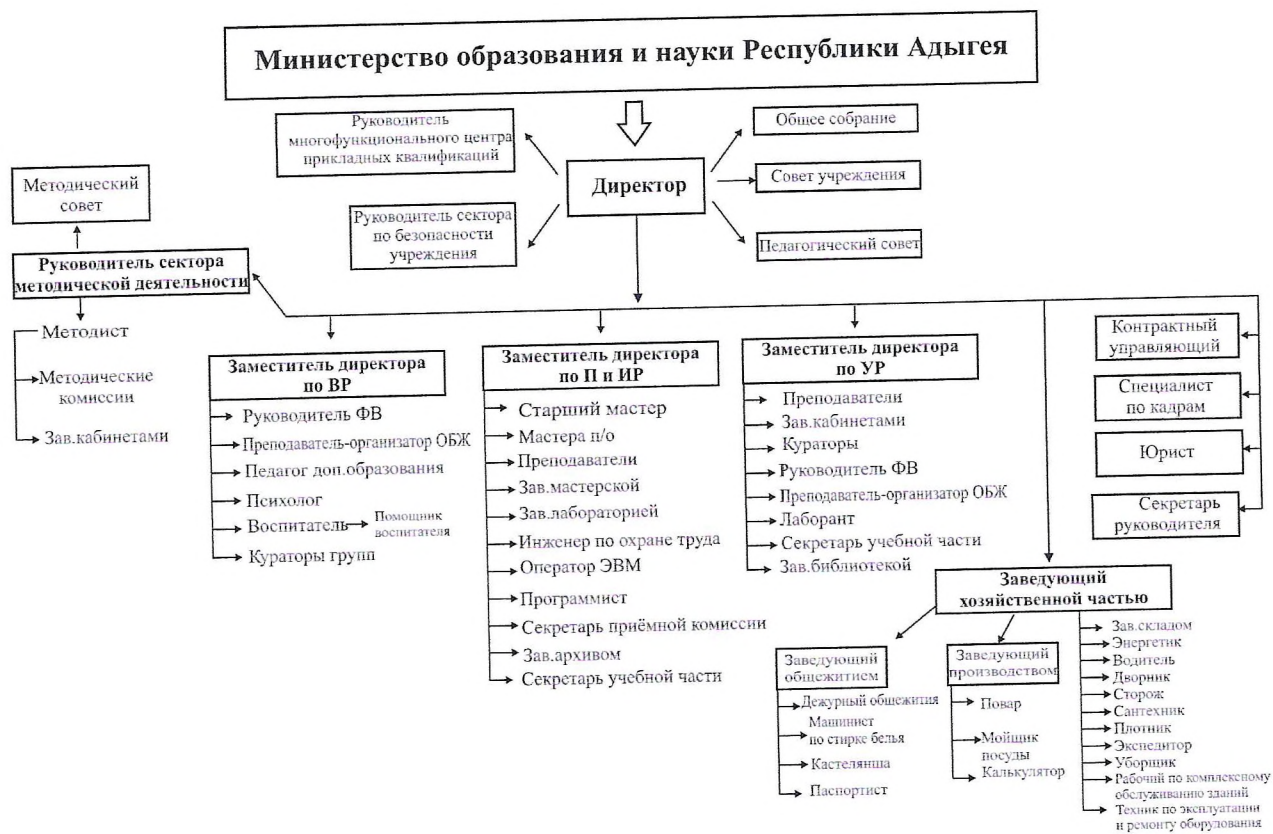 Министерство образования и науки Республики Адыгея
Руководитель
многофункционального центра
прикладных квалификаций
Общее собрание
Директор
Совет учреждения
Руководитель сектора
по безопасности
учреждения
Педагогический совет
Методический
совет
Руководитель сектора
методической деятельности
Методист
Методические
комиссии
Зав.кабинетами
Заместитель директора
по ВР
Руководитель ФВ
Преподаватель-организатор ОБЖ
Педагог доп.образования
Психолог
Воспитатель
Помощник
воспитателя
Кураторы групп
Заместитель директора
по П и ИР
Старший мастер
Мастера п/о
Преподаватели
Зав.мастерской
Зав.лабораторией
Инженер по охране труда
Оператор ЭВМ
Программист
Секретарь приёмной комиссии
Зав.архивом
Секретарь учебной части
Заместитель директора
по УР
Преподаватели
Зав.кабинетами
Кураторы
Руководитель ФВ
Преподаватель-организатор ОБЖ
Лаборант
Секретарь учебной части
Зав.библиотекой
Контрактный
управляющий
Специалист
по кадрам
Юрист
Секретарь
руководителя
Заведующий
хозяйственной частью
Заведующий
общежитием
Дежурный общежития
Машинист
по стирке белья
Кастелянша
Паспортист
Заведующий
производством
Повар
Мойщик
посуды
Калькулятор
Зав.складом
Энергетик
Водитель
Дворник
Сторож
Сантехник
Плотник
Экспедитор
Уборщик
Рабочий по комплексному
обслуживанию зданий
Техник по эксплуатации
и ремонту оборудования